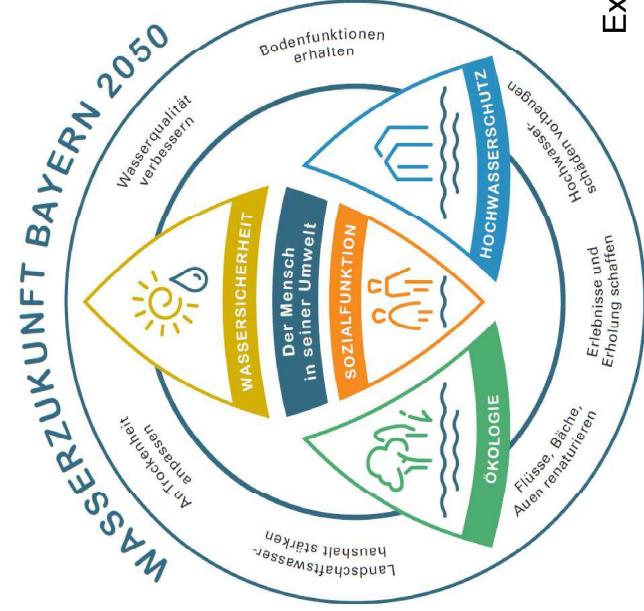 WASSERZUKUNFT BAYERN 2050
Wasserqualität
verbessern
Bodenfunktionen
erhalten
Hochwasser-
schäden vorbeugen
Erlebnisse und
Erholung schaffen
Flüsse, Bäche,
Auen renaturieren
Landschaftswasser-
haushalt stärken
An Trockenheit
anpassen
WASSERSICHERHEIT
Der Mensch
in seiner Umwelt
SOZIALFUNKTION
HOCHWASSERSCHUTZ
ÖKOLOGIE
Ex